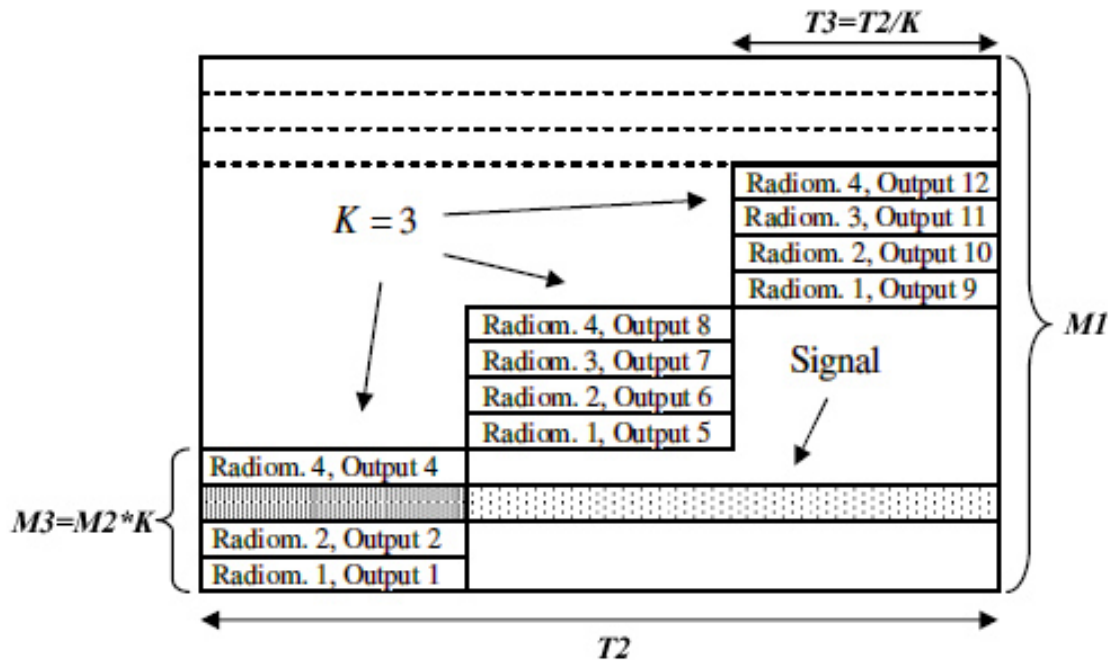 T3=T2/K
Radiom. 4, Output 12
Radiom. 3, Output 11
Radiom. 2, Output 10
Radiom. 1, Output 9
K = 3
M1
Radiom. 4, Output 8
Radiom. 3, Output 7
Radiom. 2, Output 6
Radiom. 1, Output 5
Signal
Radiom. 4, Output 4
M3=M2*K
Radiom. 2, Output 2
Radiom. 1, Output 1
T2